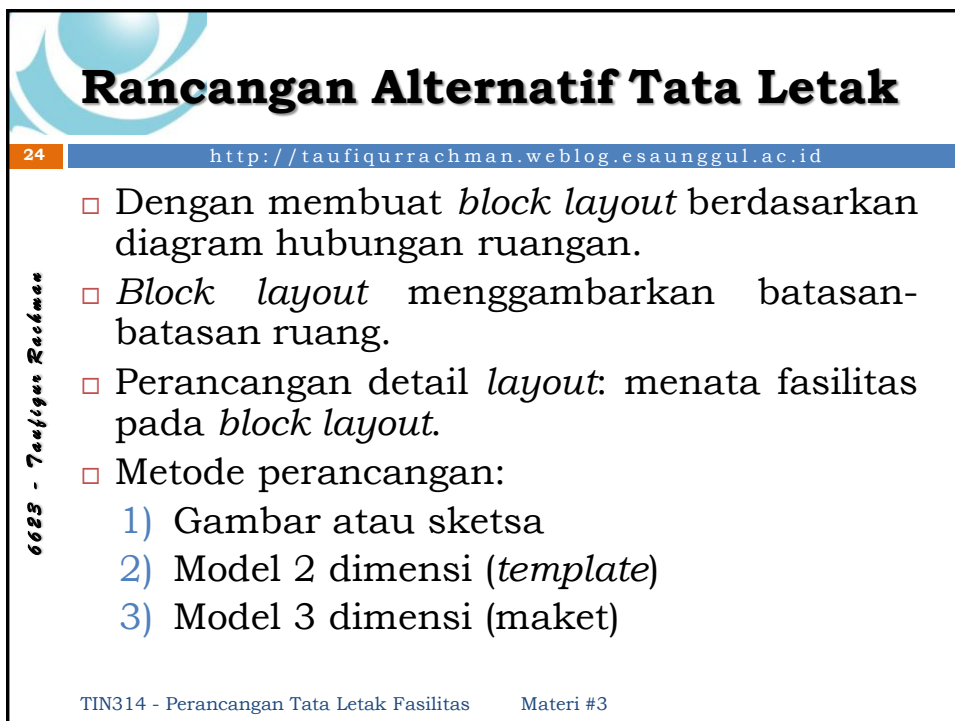 Rancangan Alternatif Tata Letak
24
http://taufiqurrachman.weblog.esaunggul.ac.id
Dengan membuat block layout berdasarkan
diagram hubungan ruangan.
Block layout menggambarkan batasan-
batasan ruang.
Perancangan detail layout: menata fasilitas
pada block layout.
Metode perancangan:
1) Gambar atau sketsa
2) Model 2 dimensi (template)
3) Model 3 dimensi (maket)
6623 - Taufiqur Rachman
TIN314 - Perancangan Tata Letak Fasilitas Materi #3